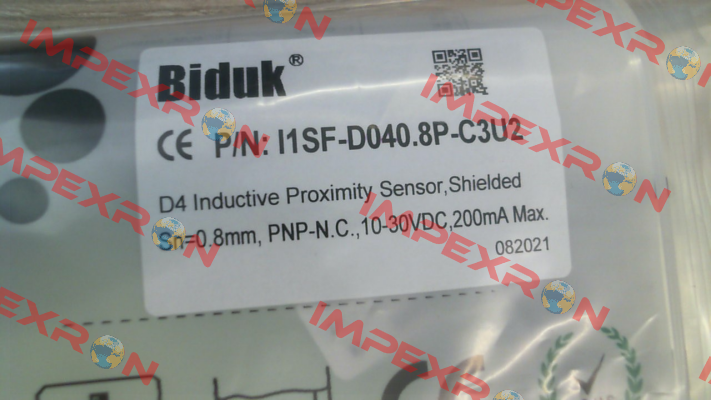 Biduk®
CE P/N: I1SF-D040.8P-C3U2
D4 Inductive Proximity Sensor,Shielded
Sn=0.8mm, PNP-N.C.,10-30VDC,200mA Max.
082021
IMPEXRON
IMPEXRON
IMPEXRON
IMPEXRON
IMPEXRON
IMPEXRON